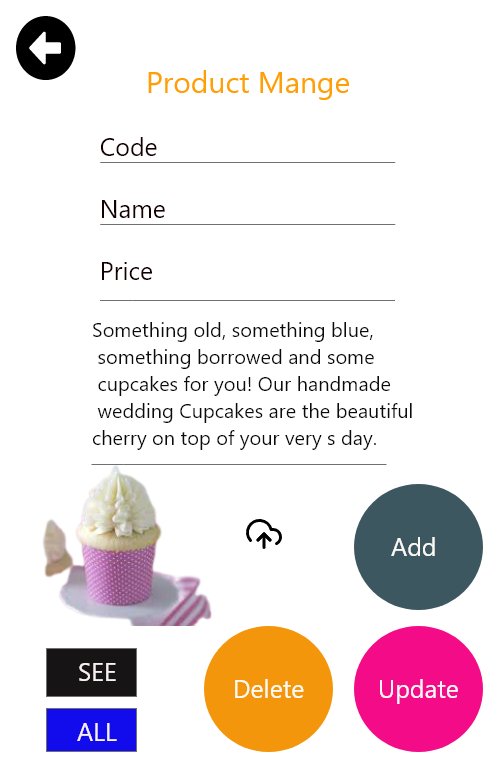 Product Mange
Code
Name
Price
Something old, something blue,
something borrowed and some
cupcakes for you! Our handmade
wedding Cupcakes are the beautiful
cherry on top of your very s day.
Add
Delete
Update
SEE
ALL